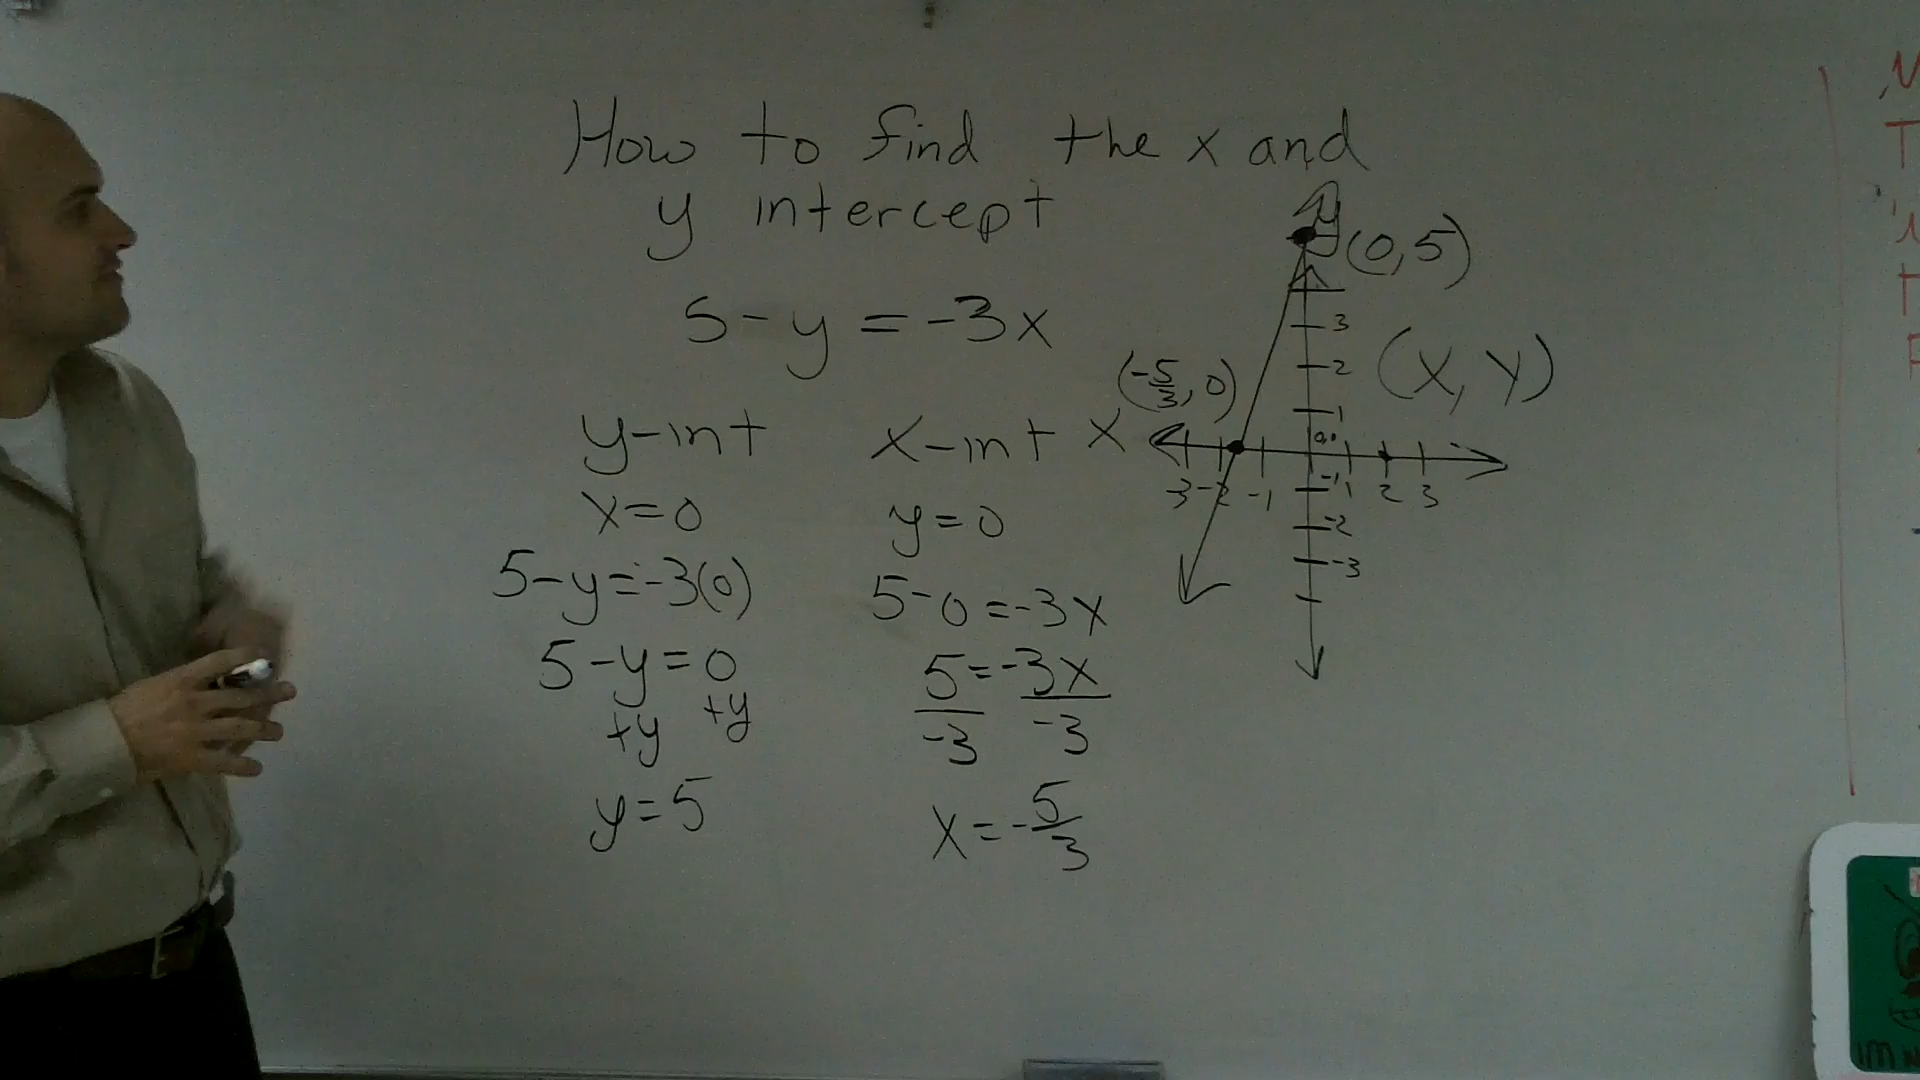 How to find the x and
y intercept
5-y=-3x
y-int
x=0
5-y=-3(0)
5-y=0
+y +y
y=5
x-int
y=0
5-0=-3x
5=-3x
-3 -3
x=-5/3
y
(0,5)
3
2
(x,y)
1
(-5/3,0)
x
3 -2 -1 1 2 3
-1
-2
-3
T